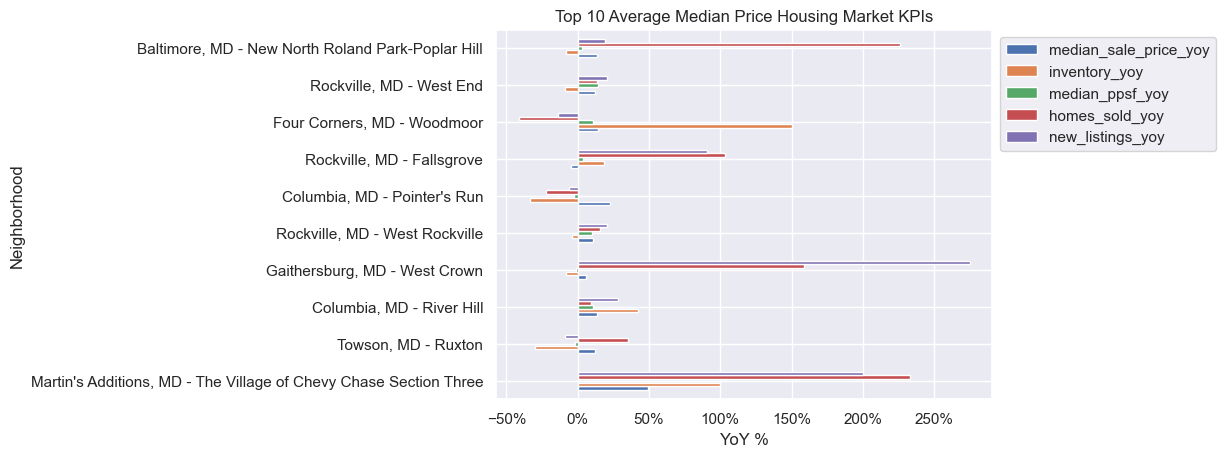 Top 10 Average Median Price Housing Market KPIs
Neighborhood
Baltimore, MD - New North Roland Park-Poplar Hill
Rockville, MD - West End
Four Corners, MD - Woodmoor
Rockville, MD - Fallsgrove
Columbia, MD - Pointer's Run
Rockville, MD - West Rockville
Gaithersburg, MD - West Crown
Columbia, MD - River Hill
Towson, MD - Ruxton
Martin's Additions, MD - The Village of Chevy Chase Section Three
−50% 0% 50% 100% 150% 200% 250%
YoY %
median_sale_price_yoy
inventory_yoy
median_ppsf_yoy
homes_sold_yoy
new_listings_yoy